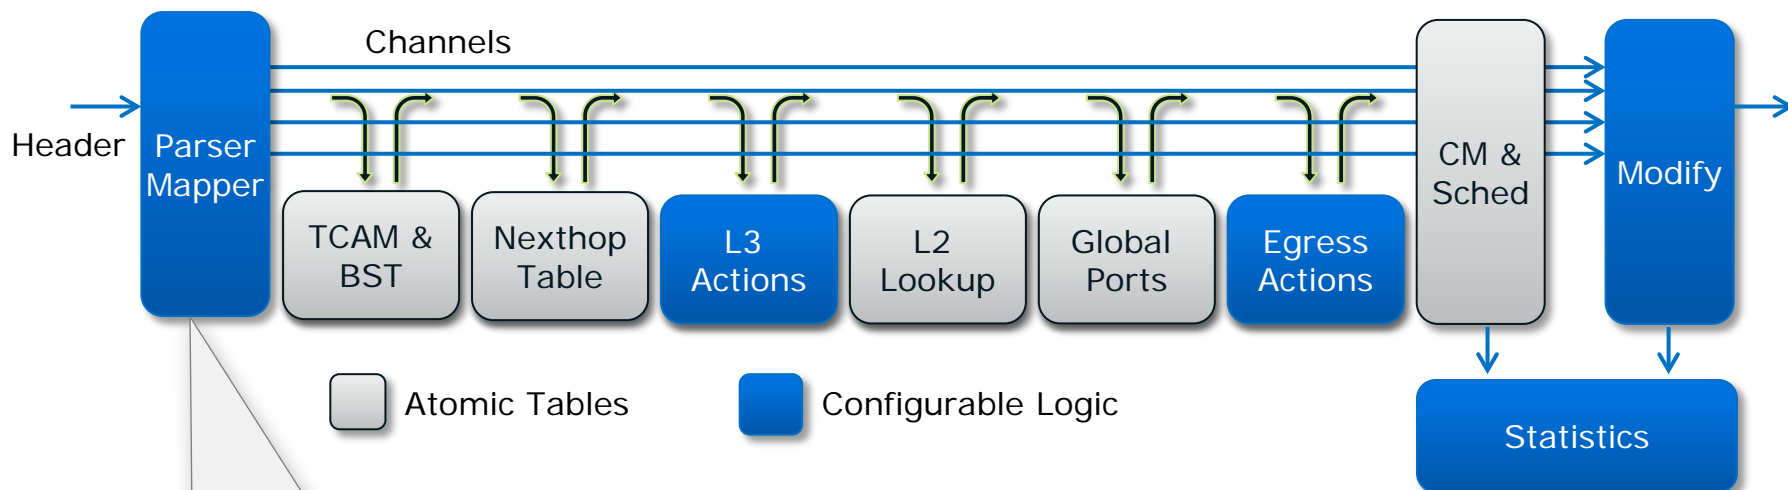 Channels
Header
Parser
Mapper
TCAM &
BST
Nexthop
Table
L3
Actions
L2
Lookup
Global
Ports
Egress
Actions
CM &
Sched
Modify
Atomic Tables
Configurable Logic
Statistics